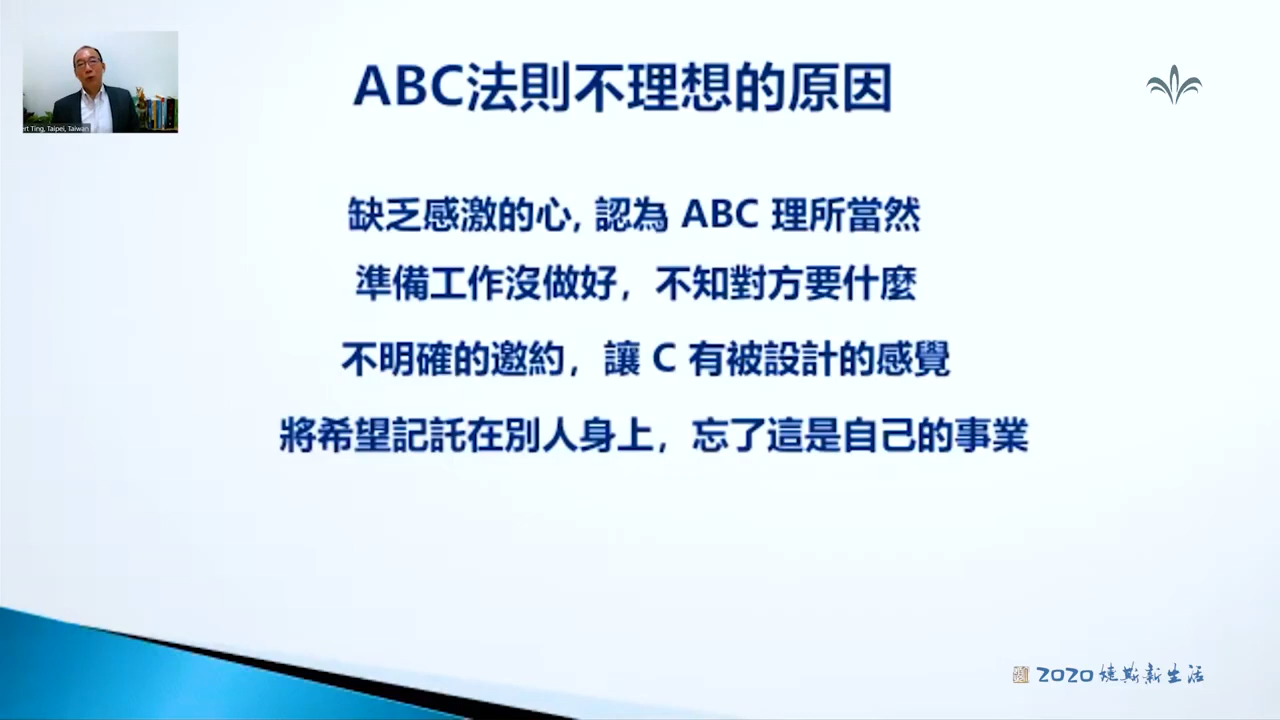 ABC法則不理想的原因
rt Ting, Taipei, Taiwan
缺乏感激的心, 認為 ABC 理所當然
準備工作沒做好，不知對方要什麼
不明確的邀約，讓 C 有被設計的感覺
將希望記託在別人身上，忘了這是自己的事業
2020 婕斯新生活